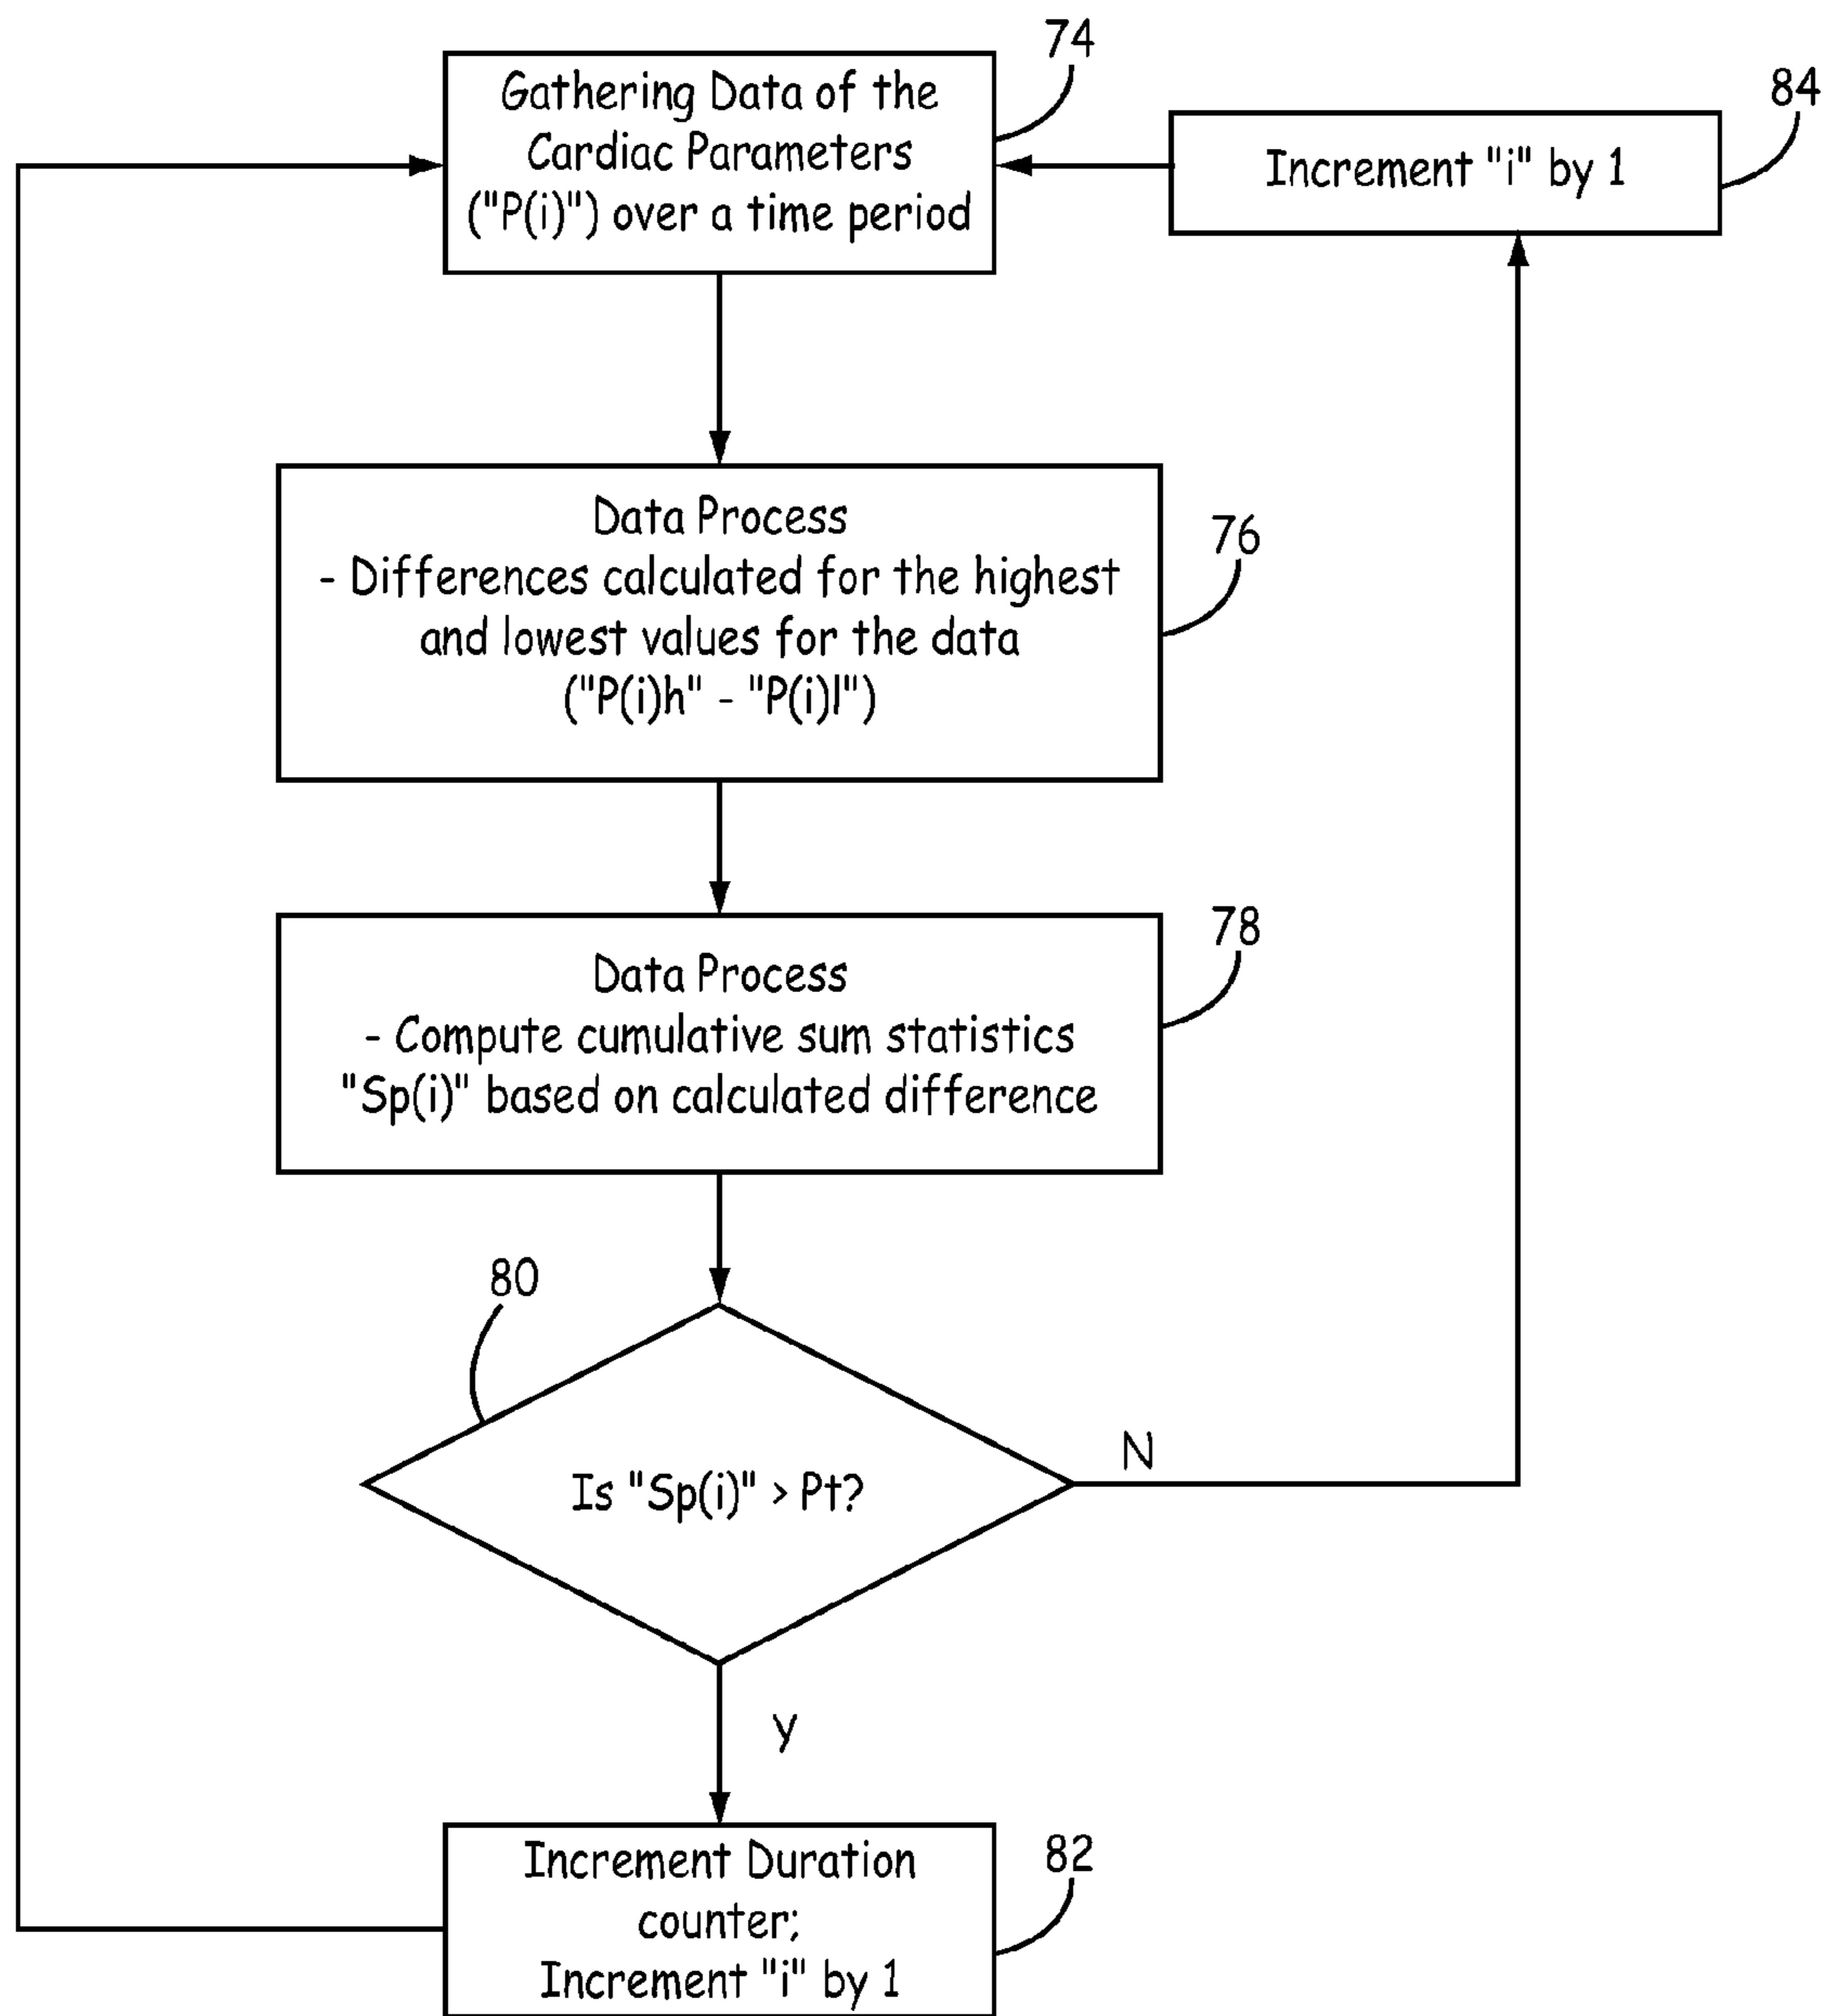 74
Gathering Data of the
Cardiac Parameters
("P(i)") over a time period
84
Increment "i" by 1
Data Process
- Differences calculated for the highest
and lowest values for the data
("P(i)h" - "P(i)l")
76
Data Process
- Compute cumulative sum statistics
"Sp(i)" based on calculated difference
78
80
Is "Sp(i)" > Pt?
N
y
Increment Duration
counter;
Increment "i" by 1
82